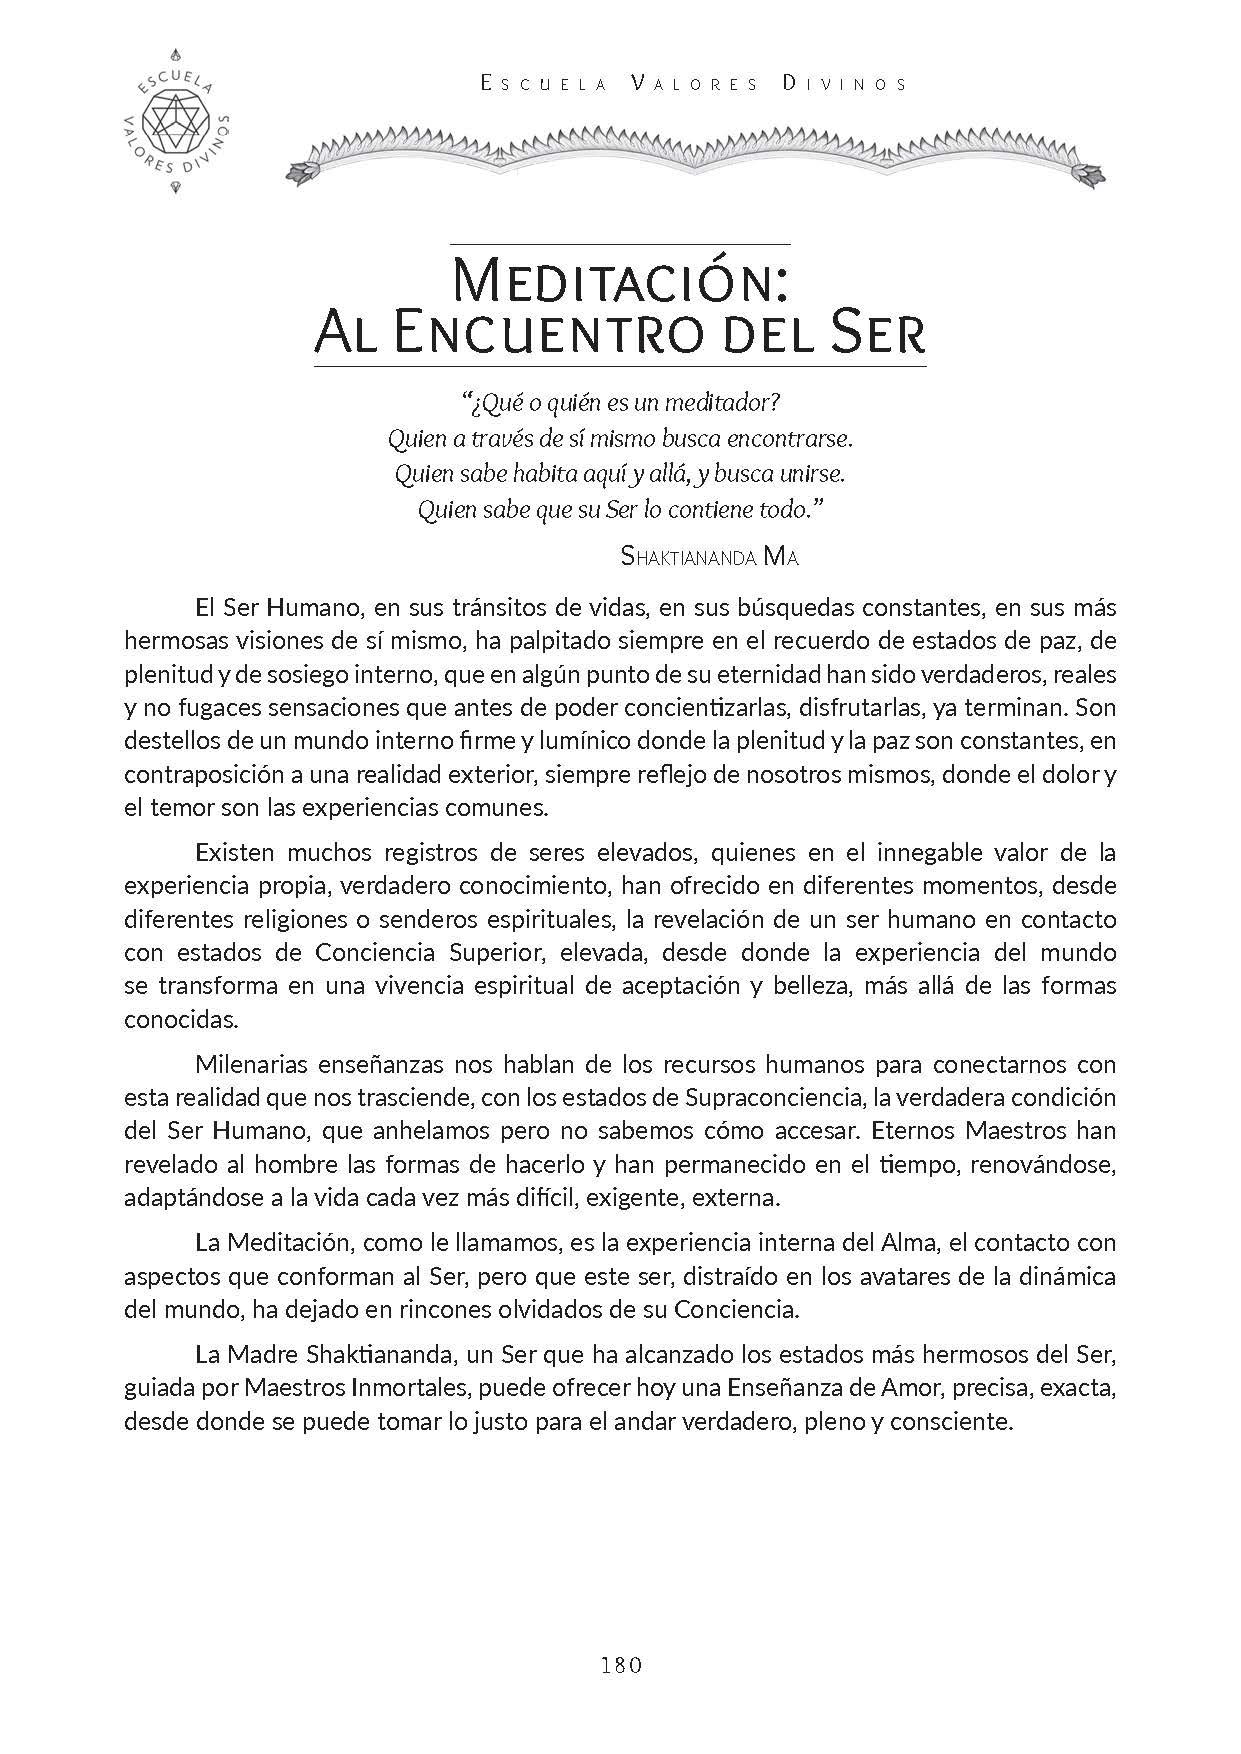 ESCUELA VALORES DIVINOS
ESCUELA VALORES DIVINOS
MEDITACIÓN:
AL ENCUENTRO DEL SER
“¿Qué o quién es un meditador?
Quien a través de sí mismo busca encontrarse.
Quien sabe habita aquí y allá, y busca unirse.
Quien sabe que su Ser lo contiene todo.”
SHAKTIANANDA MA
El Ser Humano, en sus tránsitos de vidas, en sus búsquedas constantes, en sus más
hermosas visiones de sí mismo, ha palpitado siempre en el recuerdo de estados de paz, de
plenitud y de sosiego interno, que en algún punto de su eternidad han sido verdaderos, reales
y no fugaces sensaciones que antes de poder concientizarlas, disfrutarlas, ya terminan. Son
destellos de un mundo interno firme y lumínico donde la plenitud y la paz son constantes, en
contraposición a una realidad exterior, siempre reflejo de nosotros mismos, donde el dolor y
el temor son las experiencias comunes.
Existen muchos registros de seres elevados, quienes en el innegable valor de la
experiencia propia, verdadero conocimiento, han ofrecido en diferentes momentos, desde
diferentes religiones o senderos espirituales, la revelación de un ser humano en contacto
con estados de Conciencia Superior, elevada, desde donde la experiencia del mundo
se transforma en una vivencia espiritual de aceptación y belleza, más allá de las formas
conocidas.
Milenarias enseñanzas nos hablan de los recursos humanos para conectarnos con
esta realidad que nos trasciende, con los estados de Supraconciencia, la verdadera condición
del Ser Humano, que anhelamos pero no sabemos cómo accesar. Eternos Maestros han
revelado al hombre las formas de hacerlo y han permanecido en el tiempo, renovándose,
adaptándose a la vida cada vez más difícil, exigente, externa.
La Meditación, como le llamamos, es la experiencia interna del Alma, el contacto con
aspectos que conforman al Ser, pero que este ser, distraído en los avatares de la dinámica
del mundo, ha dejado en rincones olvidados de su Conciencia.
La Madre Shaktiananda, un Ser que ha alcanzado los estados más hermosos del Ser,
guiada por Maestros Inmortales, puede ofrecer hoy una Enseñanza de Amor, precisa, exacta,
desde donde se puede tomar lo justo para el andar verdadero, pleno y consciente.
180